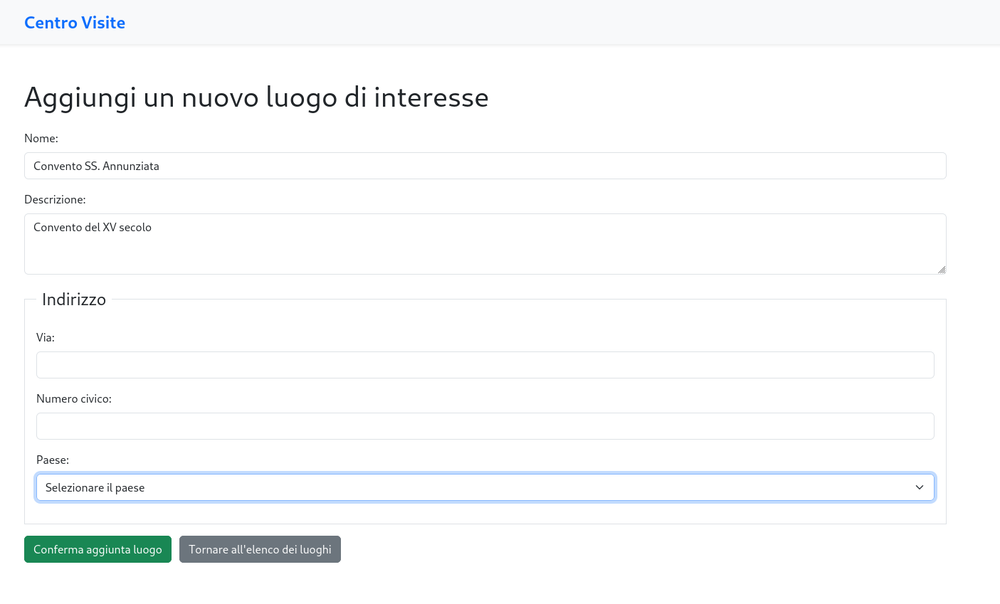 Centro Visite
Aggiungi un nuovo luogo di interesse
Nome:
Convento SS. Annunziata
Descrizione:
Convento del XV secolo
Indirizzo
Via:
Numero civico:
Paese:
Selezionare il paese
Conferma aggiunta luogo
Tornare all'elenco dei luoghi